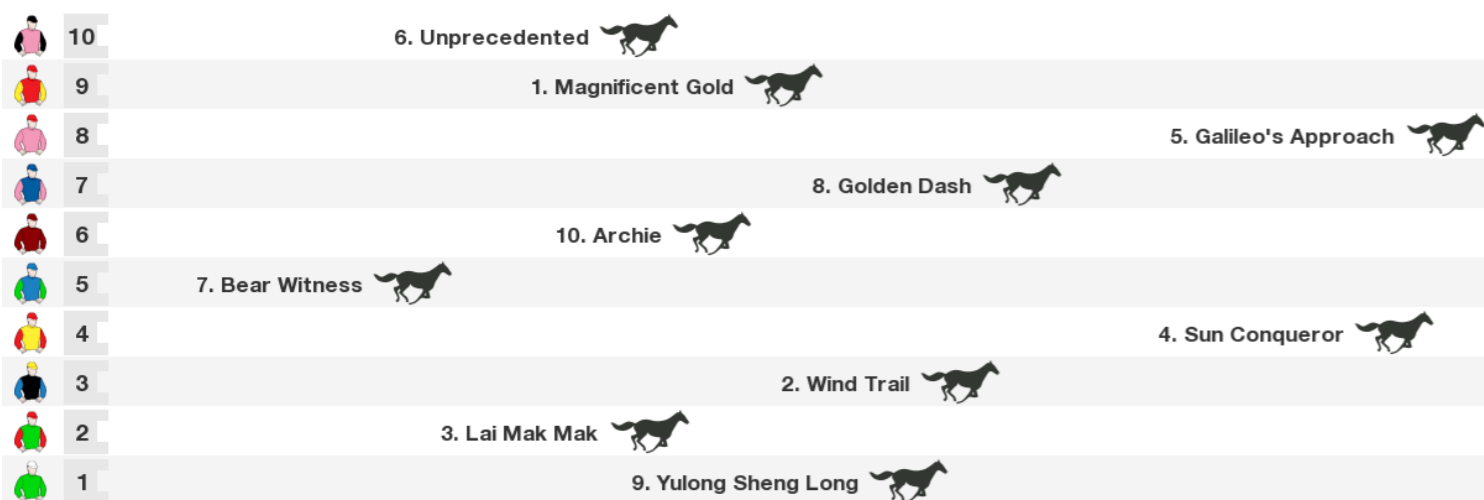 10 6. Unprecedented
9 1. Magnificent Gold
8 5. Galileo's Approach
7 8. Golden Dash
6 10. Archie
5 7. Bear Witness
4 4. Sun Conqueror
3 2. Wind Trail
2 3. Lai Mak Mak
1 9. Yulong Sheng Long